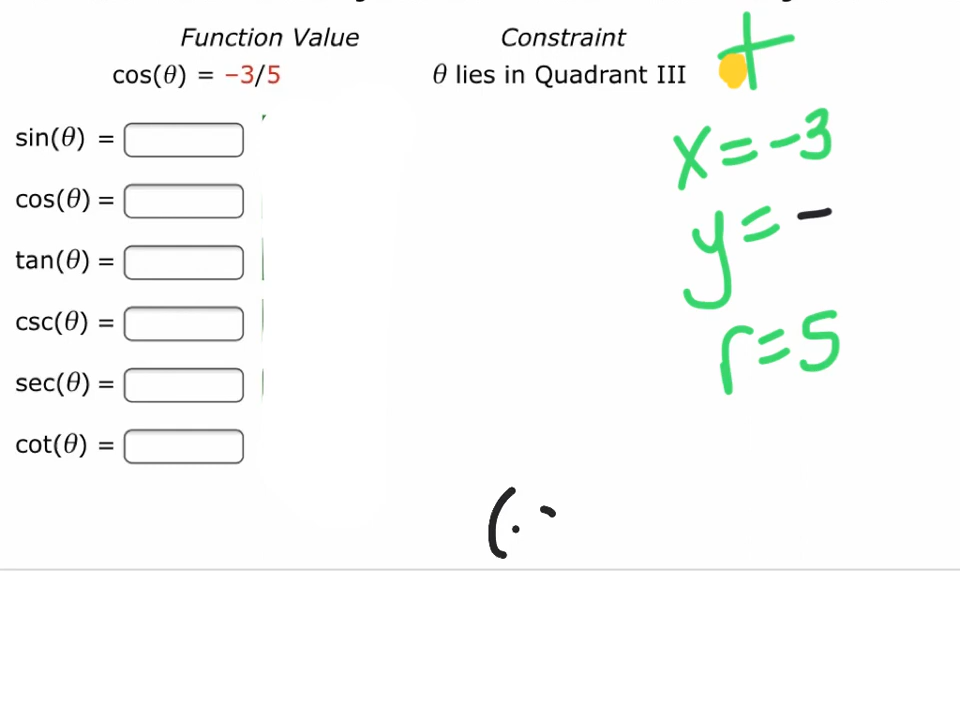 Function Value Constraint
cos(θ) = −3/5 θ lies in Quadrant III
x=-3
sin(θ) =
cos(θ) =
y=-
tan(θ) =
csc(θ) =
r=5
sec(θ) =
cot(θ) =